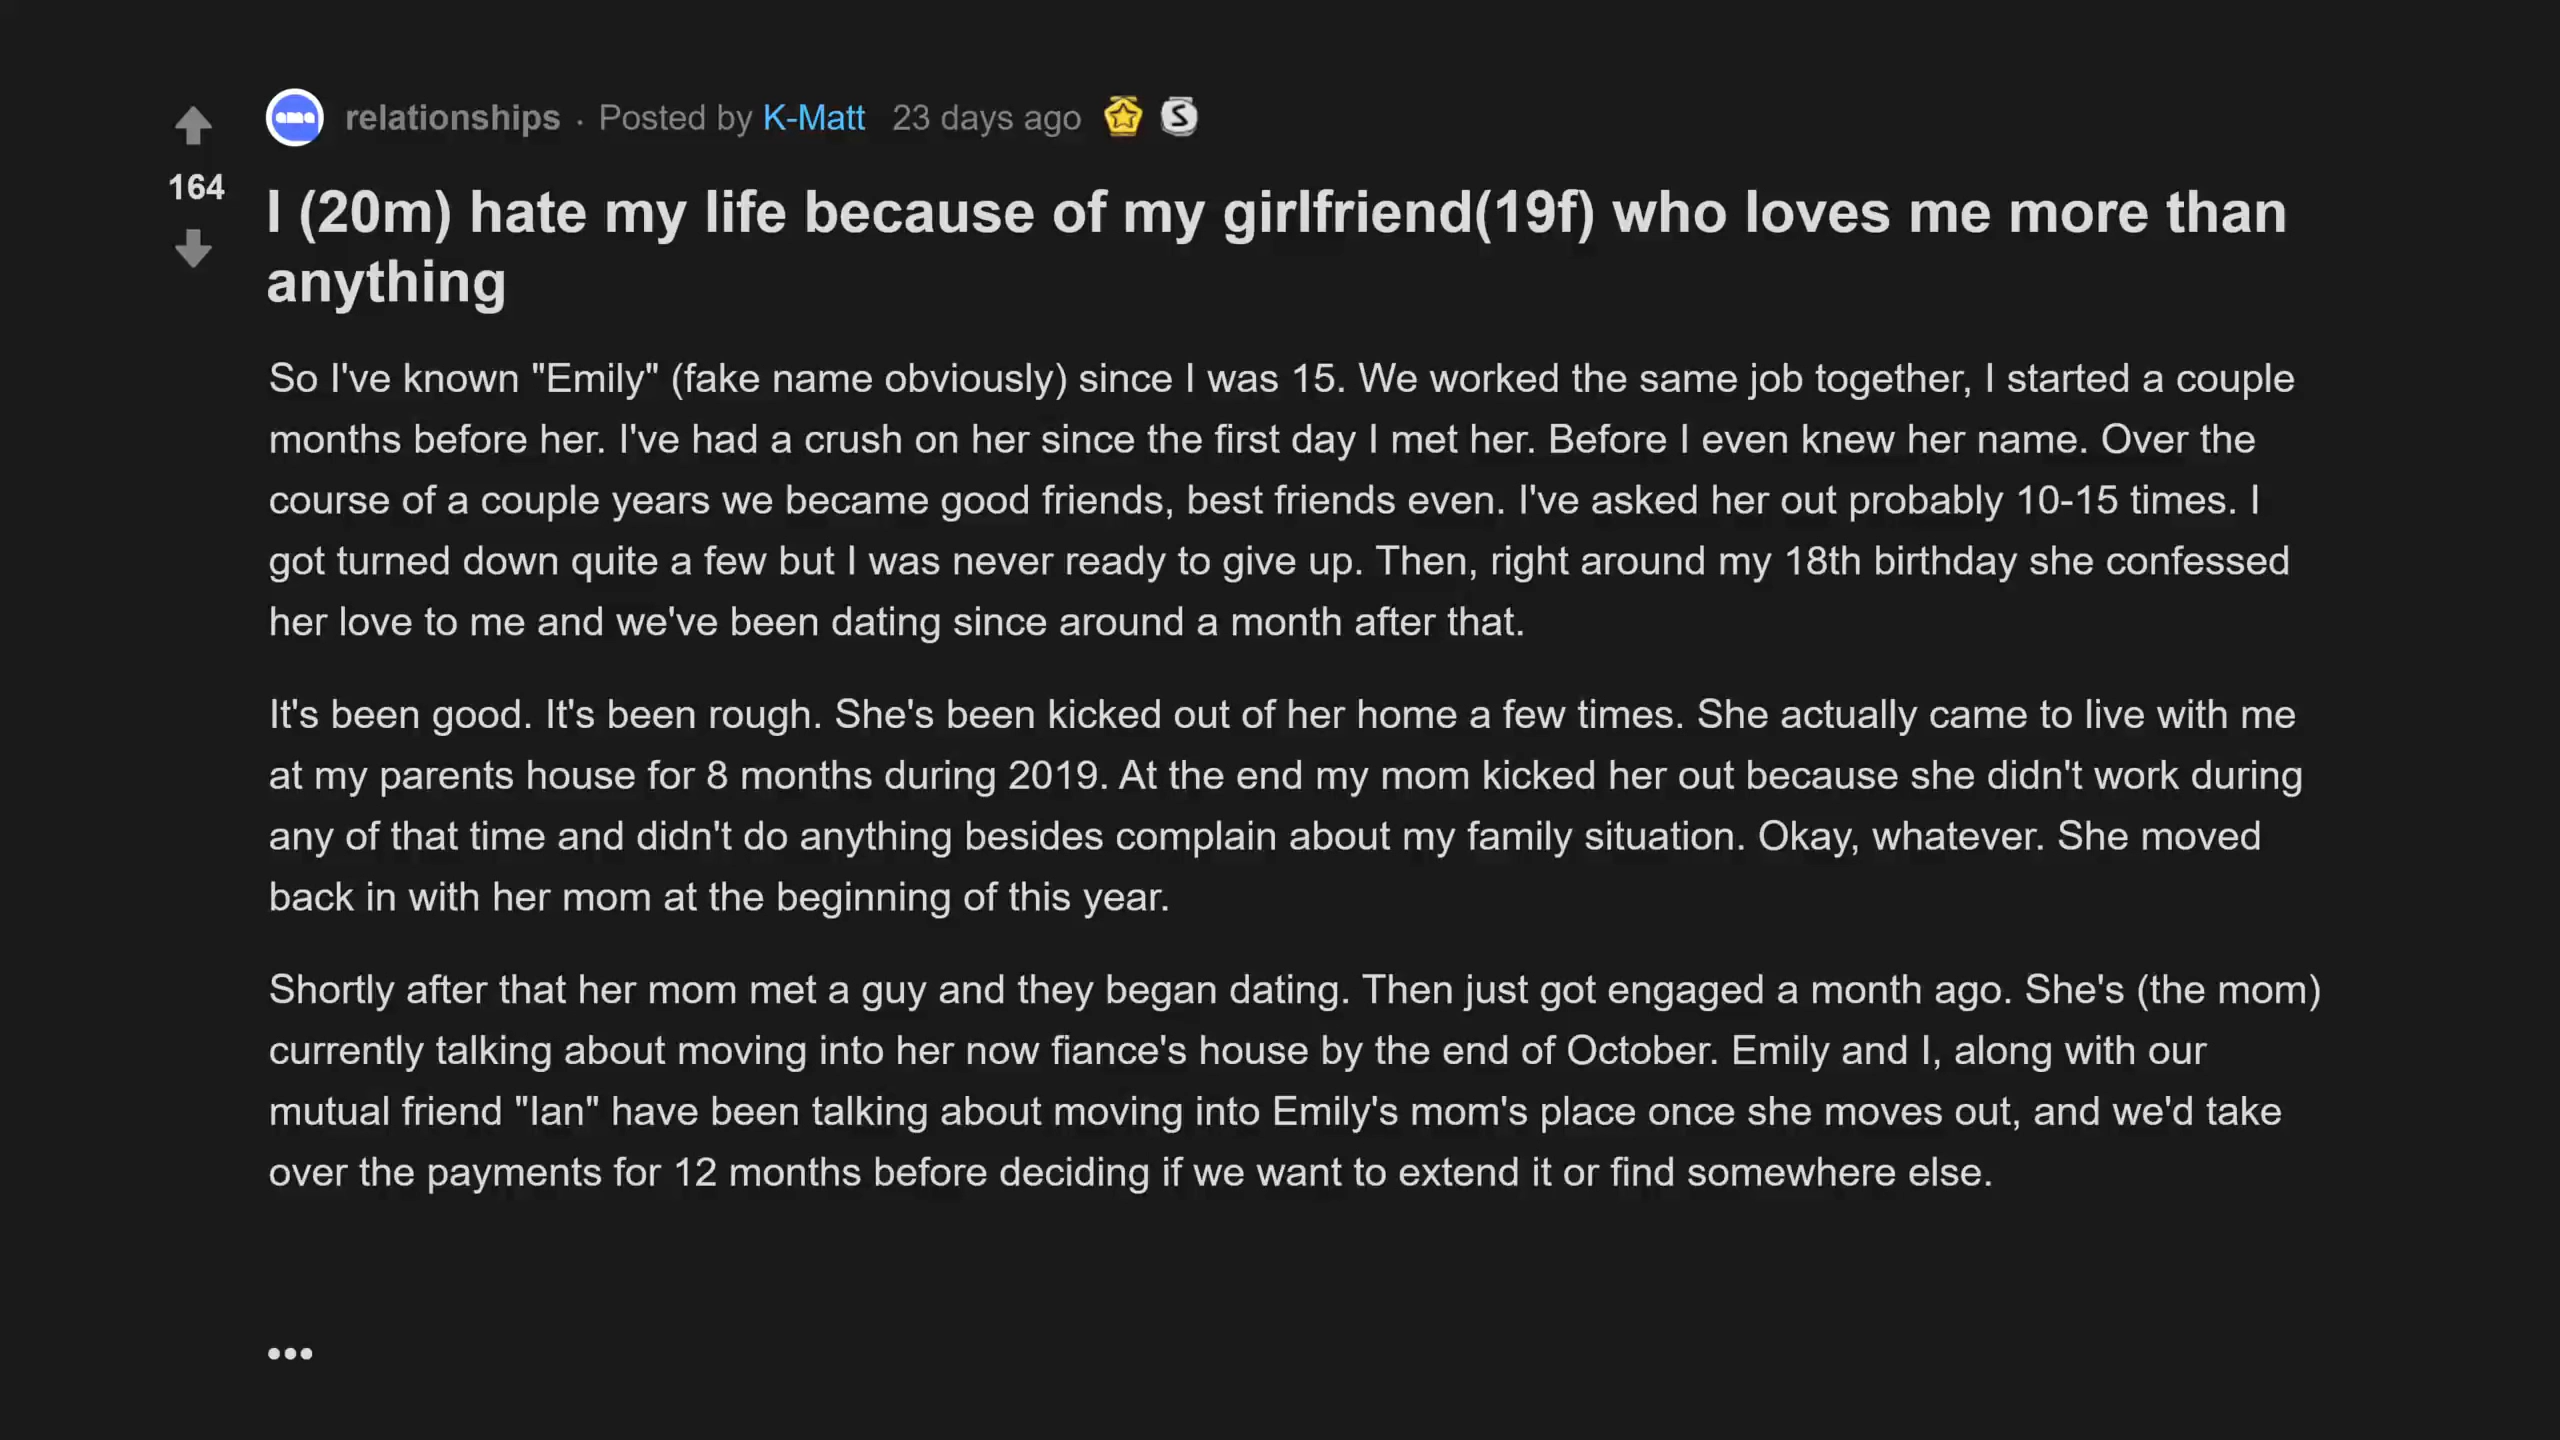 ama relationships · Posted by K-Matt 23 days ago S
164
I (20m) hate my life because of my girlfriend(19f) who loves me more than
anything
So I've known "Emily" (fake name obviously) since I was 15. We worked the same job together, I started a couple
months before her. I've had a crush on her since the first day I met her. Before I even knew her name. Over the
course of a couple years we became good friends, best friends even. I've asked her out probably 10-15 times. I
got turned down quite a few but I was never ready to give up. Then, right around my 18th birthday she confessed
her love to me and we've been dating since around a month after that.
It's been good. It's been rough. She's been kicked out of her home a few times. She actually came to live with me
at my parents house for 8 months during 2019. At the end my mom kicked her out because she didn't work during
any of that time and didn't do anything besides complain about my family situation. Okay, whatever. She moved
back in with her mom at the beginning of this year.
Shortly after that her mom met a guy and they began dating. Then just got engaged a month ago. She's (the mom)
currently talking about moving into her now fiance's house by the end of October. Emily and I, along with our
mutual friend "Ian" have been talking about moving into Emily's mom's place once she moves out, and we'd take
over the payments for 12 months before deciding if we want to extend it or find somewhere else.
•••